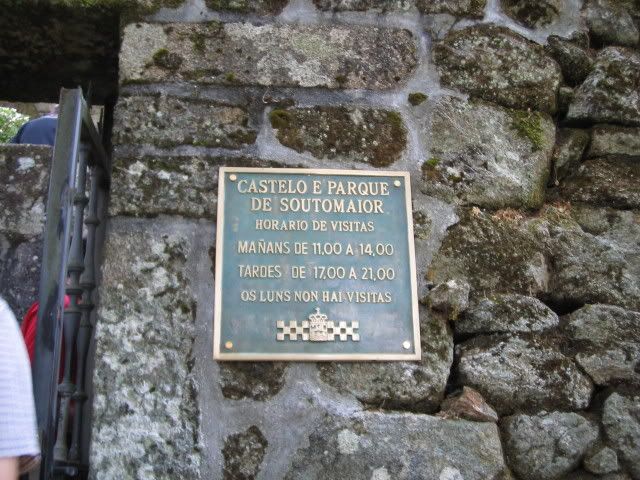 CASTELO E PARQUE
DE SOUTOMAIOR
HORARIO DE VISITAS
MAÑANS DE 11,00 A 14,00
TARDES DE 17,00 A 21,00
OS LUNS NON HAI VISITAS